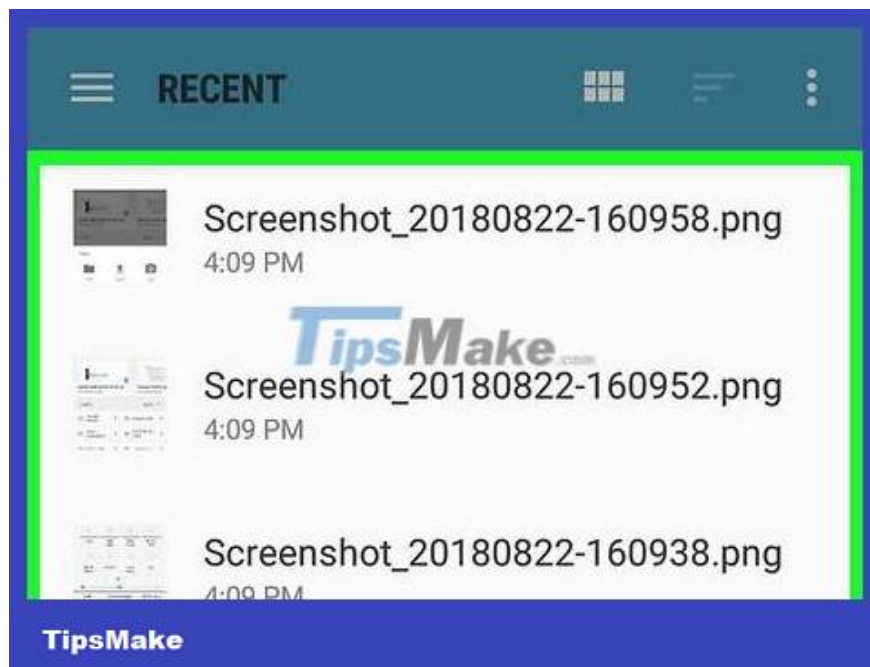 RECENT
Screenshot_20180822-160958.png
4:09 PM
TipsMake.com
Screenshot_20180822-160952.png
4:09 PM
Screenshot_20180822-160938.png
4:09 PM
TipsMake